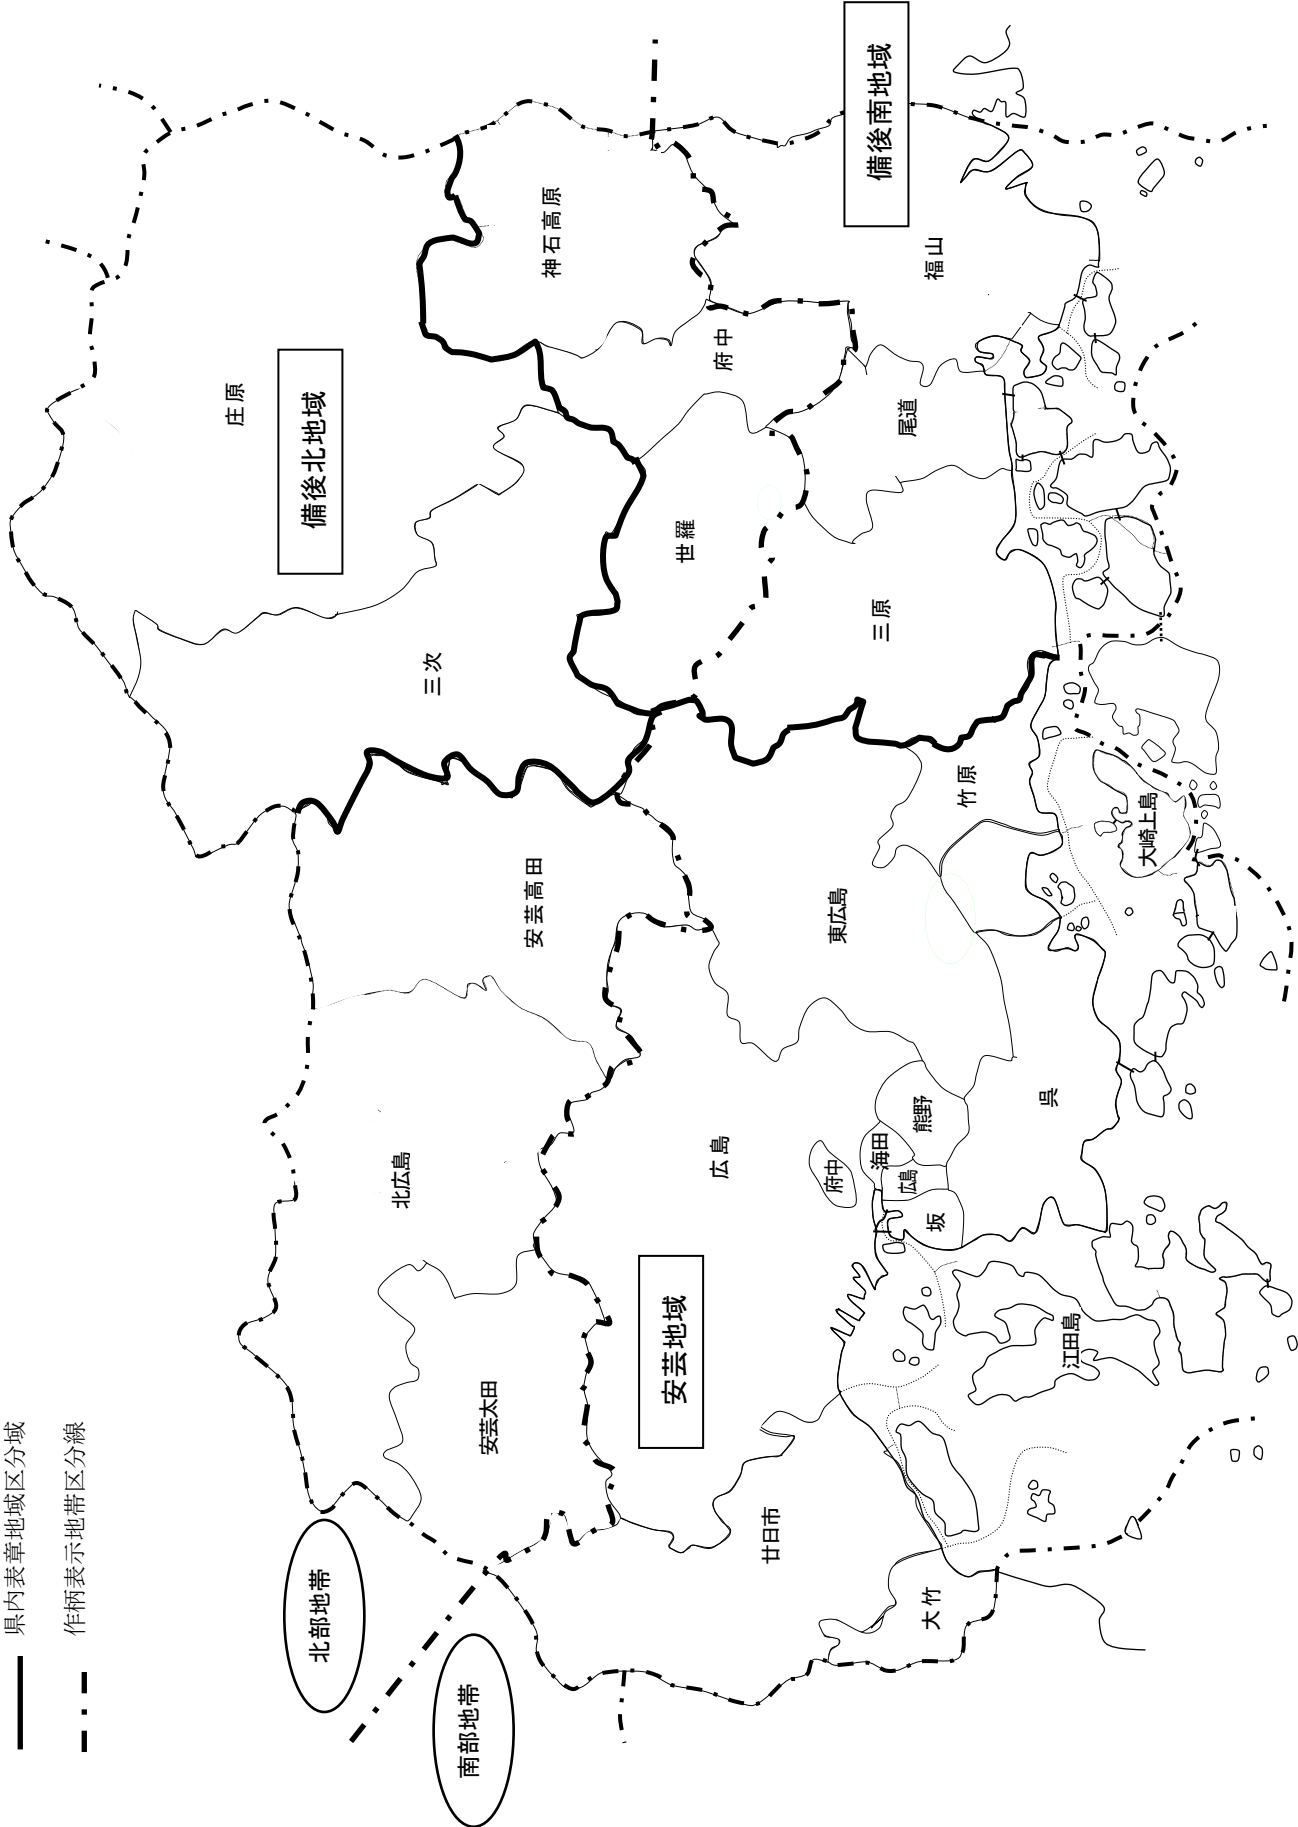 県内表章地域区分域
作柄表示地帯区分線
北部地帯
南部地帯
備後北地域
備後南地域
安芸地域
庄原
三次
神石高原
府中
世羅
福山
尾道
三原
安芸高田
北広島
安芸太田
広島
東広島
竹原
大崎上島
呉
熊野
海田
府中
広島
坂
江田島
廿日市
大竹